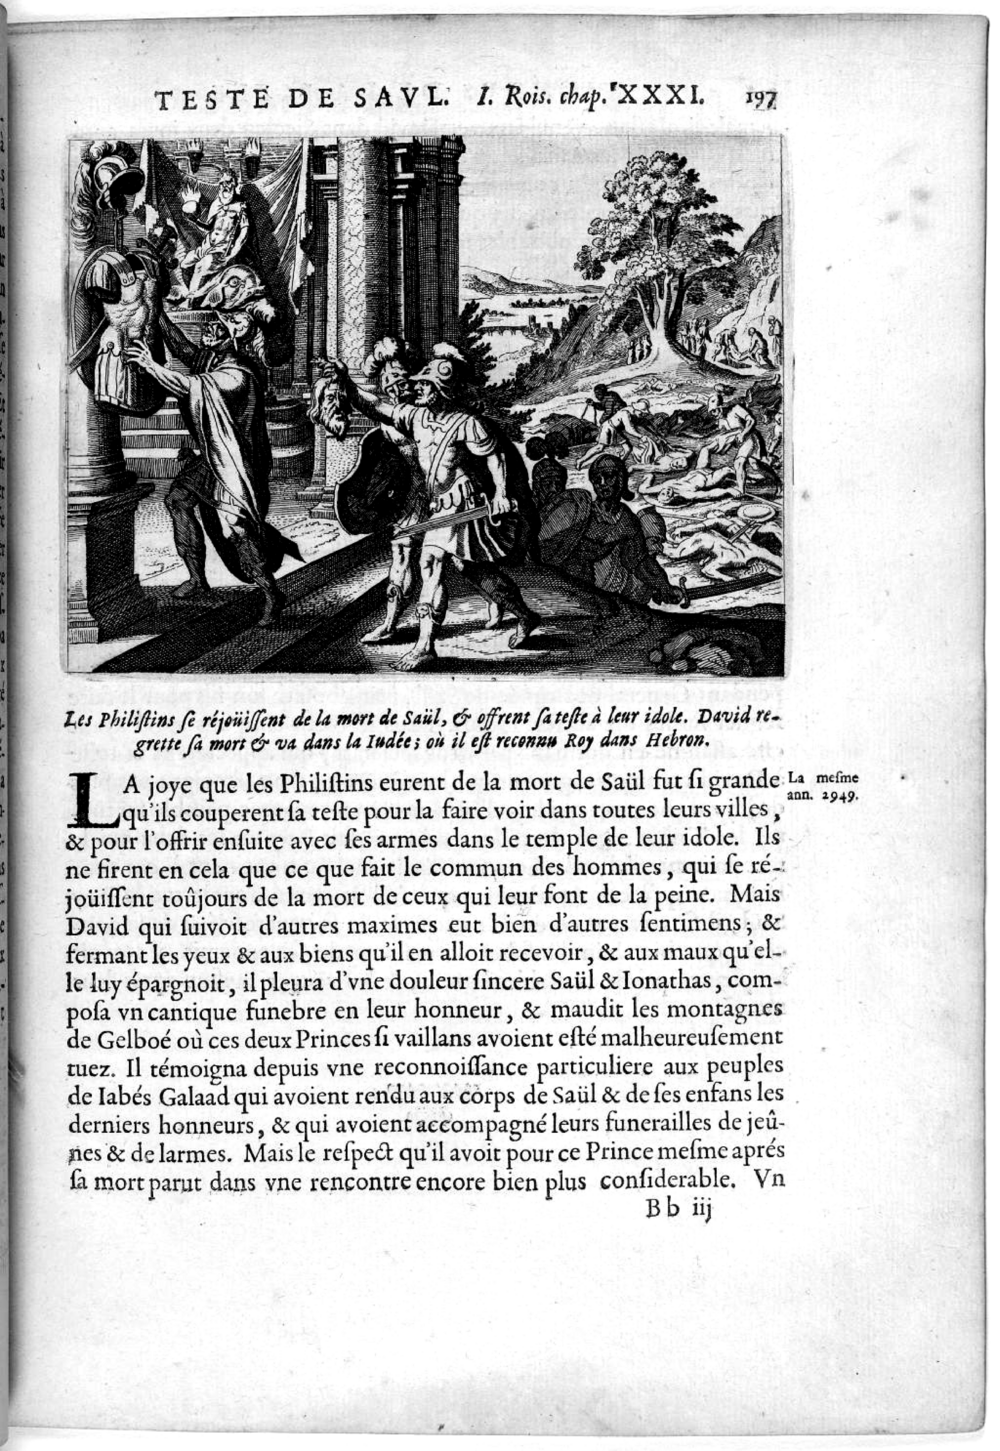 TESTE DE SAVL. I. Rois. chap. XXXI. 197
Les Philiſtins ſe réjoüiſſent de la mort de Saül, & offrent ſa teſte à leur idole. David re-
grette ſa mort & va dans la Iudée; où il eſt reconnu Roy dans Hebron.
LA joye que les Philiſtins eurent de la mort de Saül fut ſi grande
La meſme
ann. 2949.
qu'ils couperent ſa teſte pour la faire voir dans toutes leurs villes,
& pour l'offrir enſuite avec ſes armes dans le temple de leur idole. Ils
ne firent en cela que ce que fait le commun des hommes, qui ſe ré-
joüiſſent toûjours de la mort de ceux qui leur font de la peine. Mais
David qui ſuivoit d'autres maximes eut bien d'autres ſentimens; &
fermant les yeux & aux biens qu'il en alloit recevoir, & aux maux qu'el-
le luy épargnoit, il pleura d'vne douleur ſincere Saül & Ionathas, com-
poſa vn cantique funebre en leur honneur, & maudit les montagnes
de Gelboé où ces deux Princes ſi vaillans avoient eſté malheureuſement
tuez. Il témoigna depuis vne reconnoiſſance particuliere aux peuples
de Iabés Galaad qui avoient rendu aux corps de Saül & de ſes enfans les
derniers honneurs, & qui avoient accompagné leurs funerailles de jeû-
nes & de larmes. Mais le reſpect qu'il avoit pour ce Prince meſme aprés
ſa mort parut dans vne rencontre encore bien plus conſiderable. Vn
Bb iij